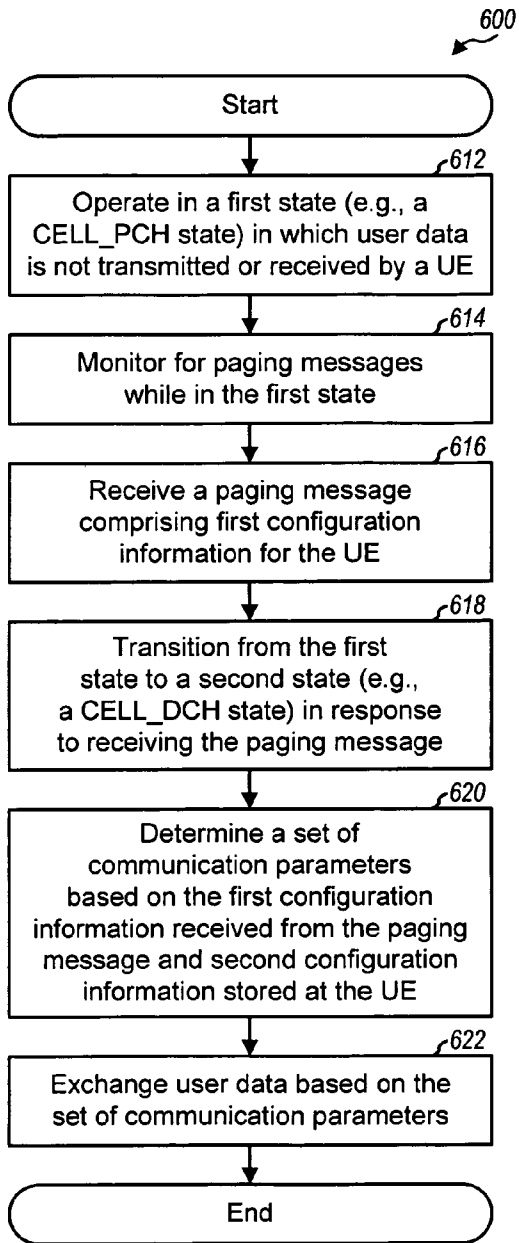 600
Start
612
Operate in a first state (e.g., a
CELL_PCH state) in which user data
is not transmitted or received by a UE
614
Monitor for paging messages
while in the first state
616
Receive a paging message
comprising first configuration
information for the UE
618
Transition from the first
state to a second state (e.g.,
a CELL_DCH state) in response
to receiving the paging message
620
Determine a set of
communication parameters
based on the first configuration
information received from the paging
message and second configuration
information stored at the UE
622
Exchange user data based on the
set of communication parameters
End